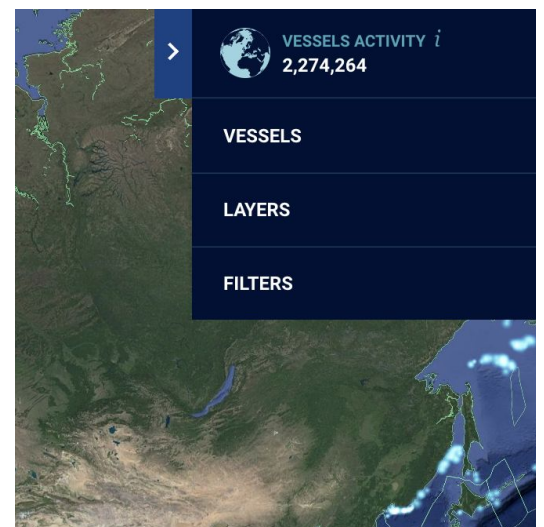 VESSELS ACTIVITY i
2,274,264
VESSELS
LAYERS
FILTERS